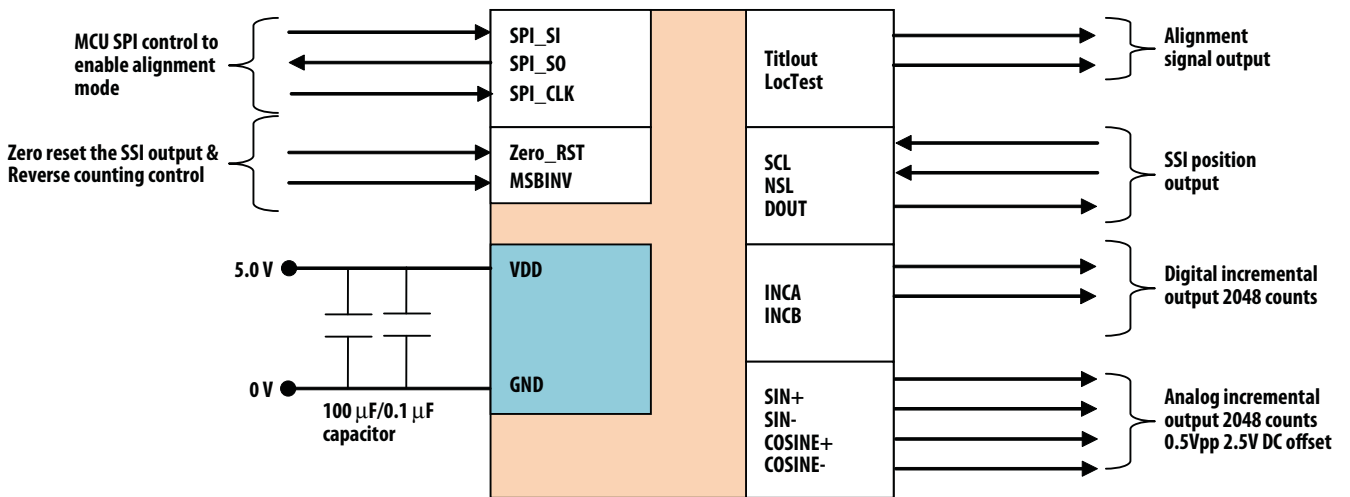 MCU SPI control to
enable alignment
mode
Zero reset the SSI output &
Reverse counting control
5.0 V
0 V
100 μF/0.1 μF
capacitor
SPI_SI
SPI_SO
SPI_CLK
Zero_RST
MSBINV
VDD
GND
Titlout
LocTest
SCL
NSL
DOUT
INCA
INCB
SIN+
SIN-
COSINE+
COSINE-
Alignment
signal output
SSI position
output
Digital incremental
output 2048 counts
Analog incremental
output 2048 counts
0.5Vpp 2.5V DC offset